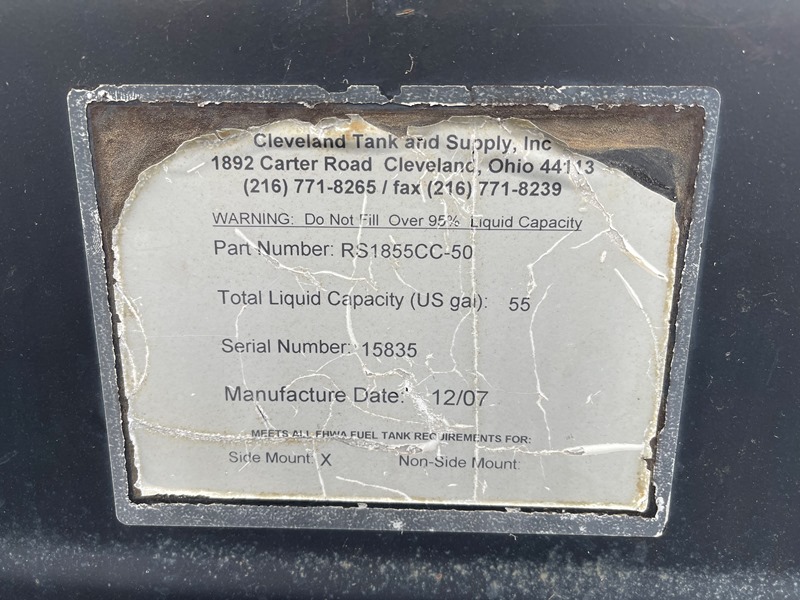 Cleveland Tank and Supply, Inc
1892 Carter Road Cleveland, Ohio 44113
(216) 771-8265 / fax (216) 771-8239
WARNING: Do Not Fill Over 95% Liquid Capacity
Part Number: RS1855CC-50
Total Liquid Capacity (US gal): 55
Serial Number: 15835
Manufacture Date: 12/07
MEETS ALL FHWA FUEL TANK REQUIREMENTS FOR:
Side Mount: X Non-Side Mount: